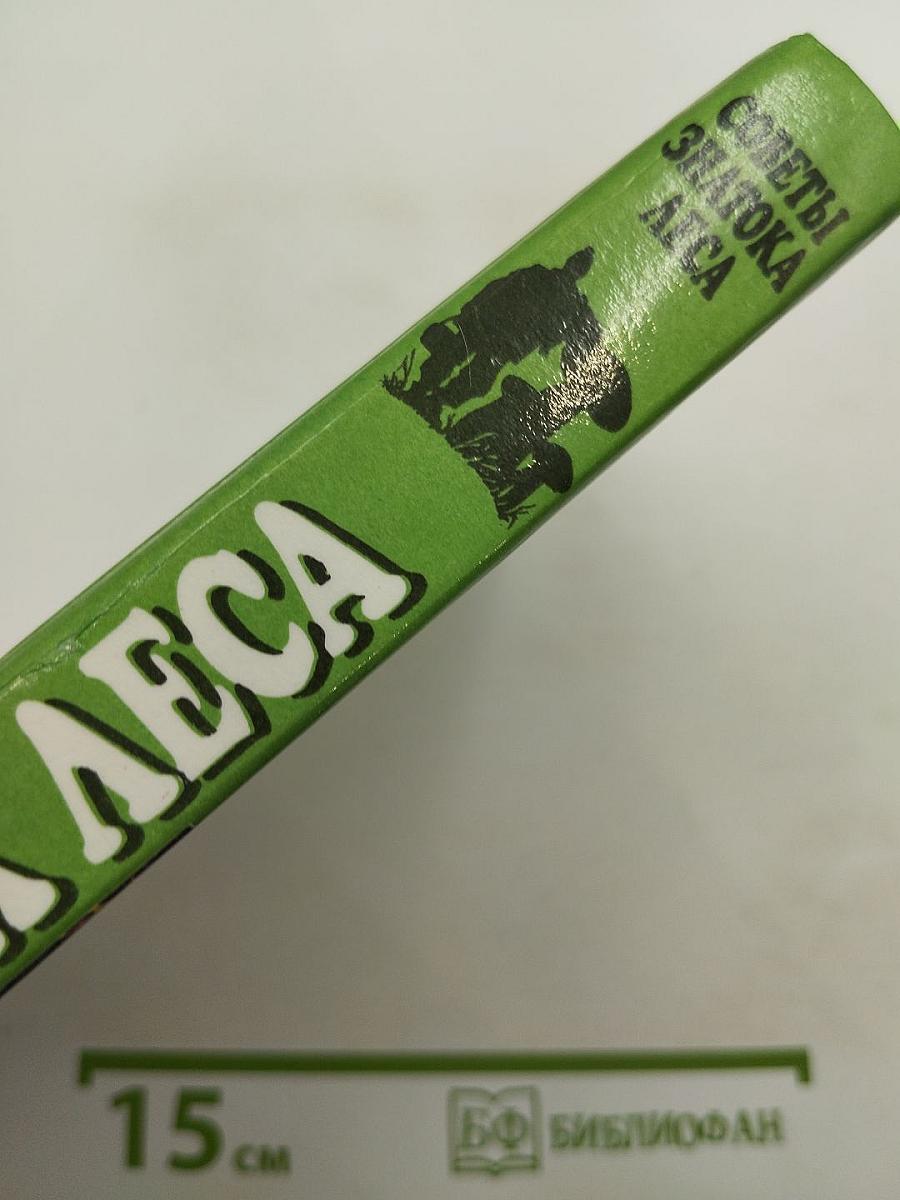 СОВЕТЫ
ЗНАТОКА
ЛЕСА
ЛЕСА
15 см
БФ БИБЛИОФАН